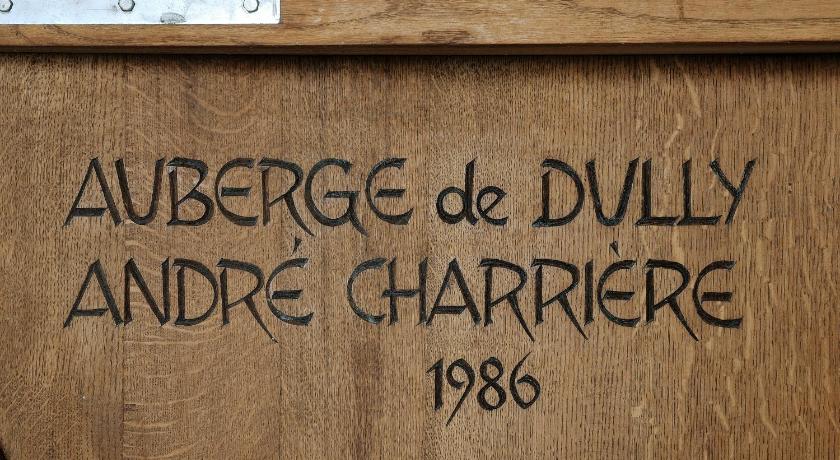 AUBERGE de DULLY
ANDRÉ CHARRIÈRE
1986